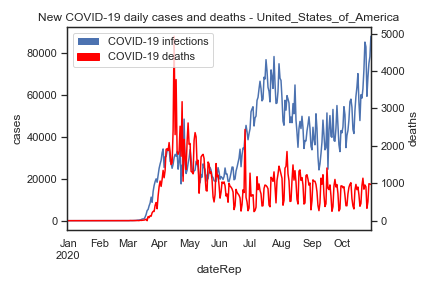 New COVID-19 daily cases and deaths - United_States_of_America
COVID-19 infections
COVID-19 deaths
80000
60000
40000
20000
0
cases
5000
4000
3000
2000
1000
0
deaths
Jan Feb Mar Apr May Jun Jul Aug Sep Oct
2020
dateRep